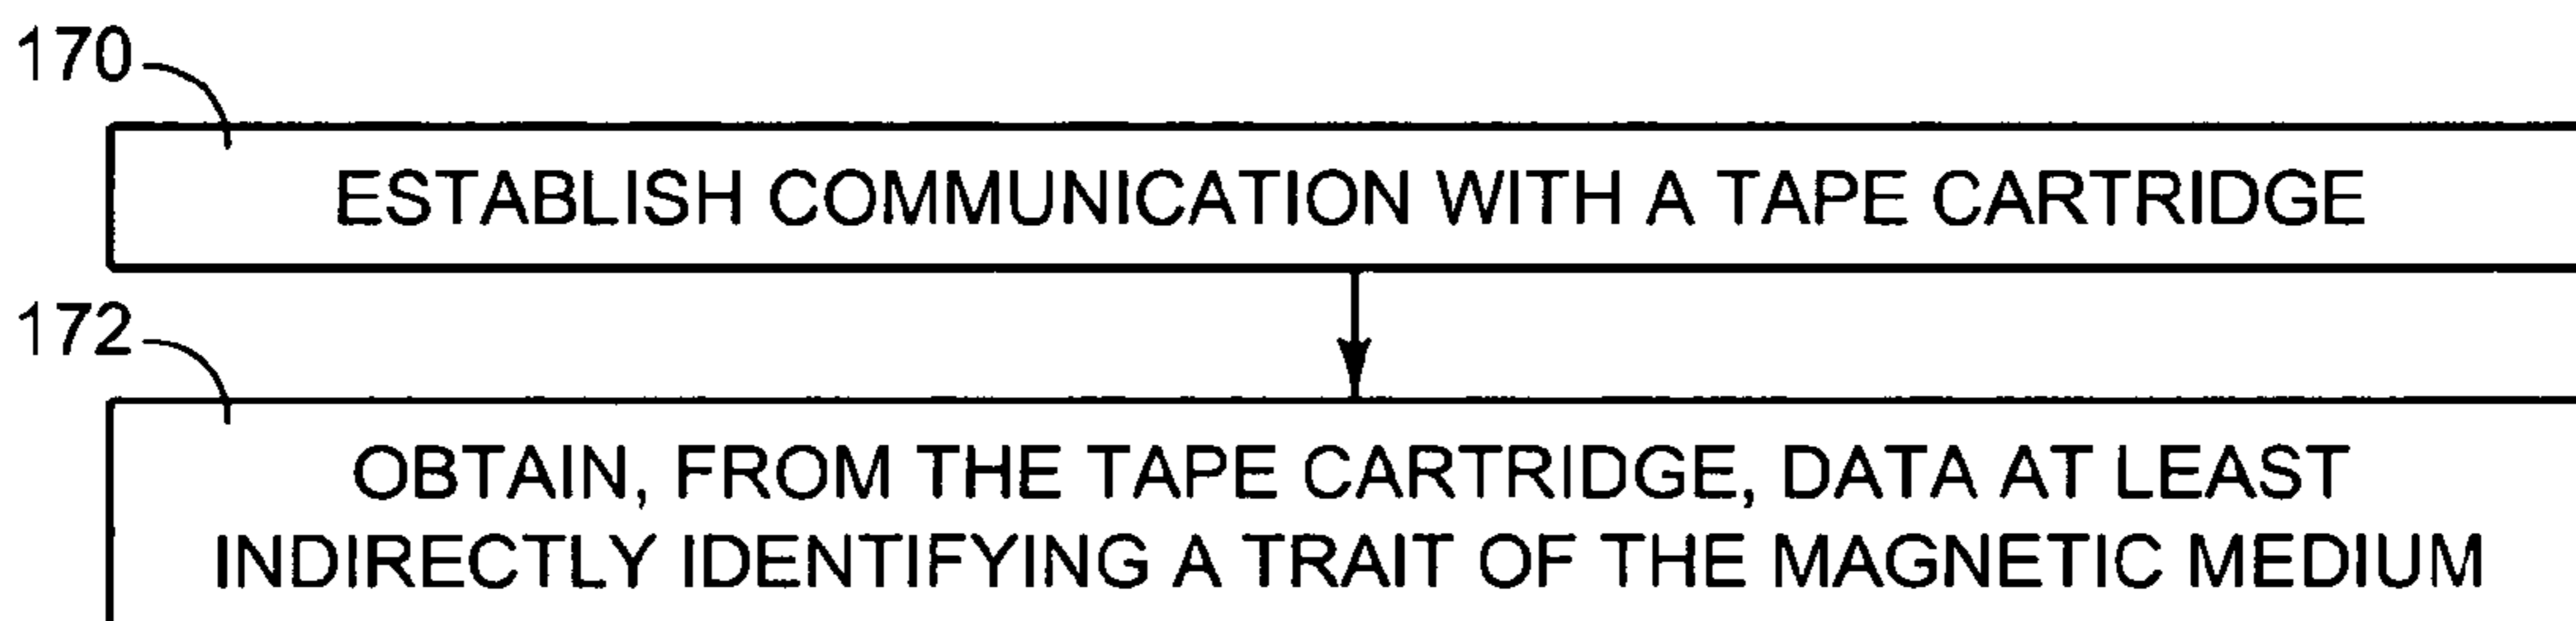 170
ESTABLISH COMMUNICATION WITH A TAPE CARTRIDGE
172
OBTAIN, FROM THE TAPE CARTRIDGE, DATA AT LEAST
INDIRECTLY IDENTIFYING A TRAIT OF THE MAGNETIC MEDIUM